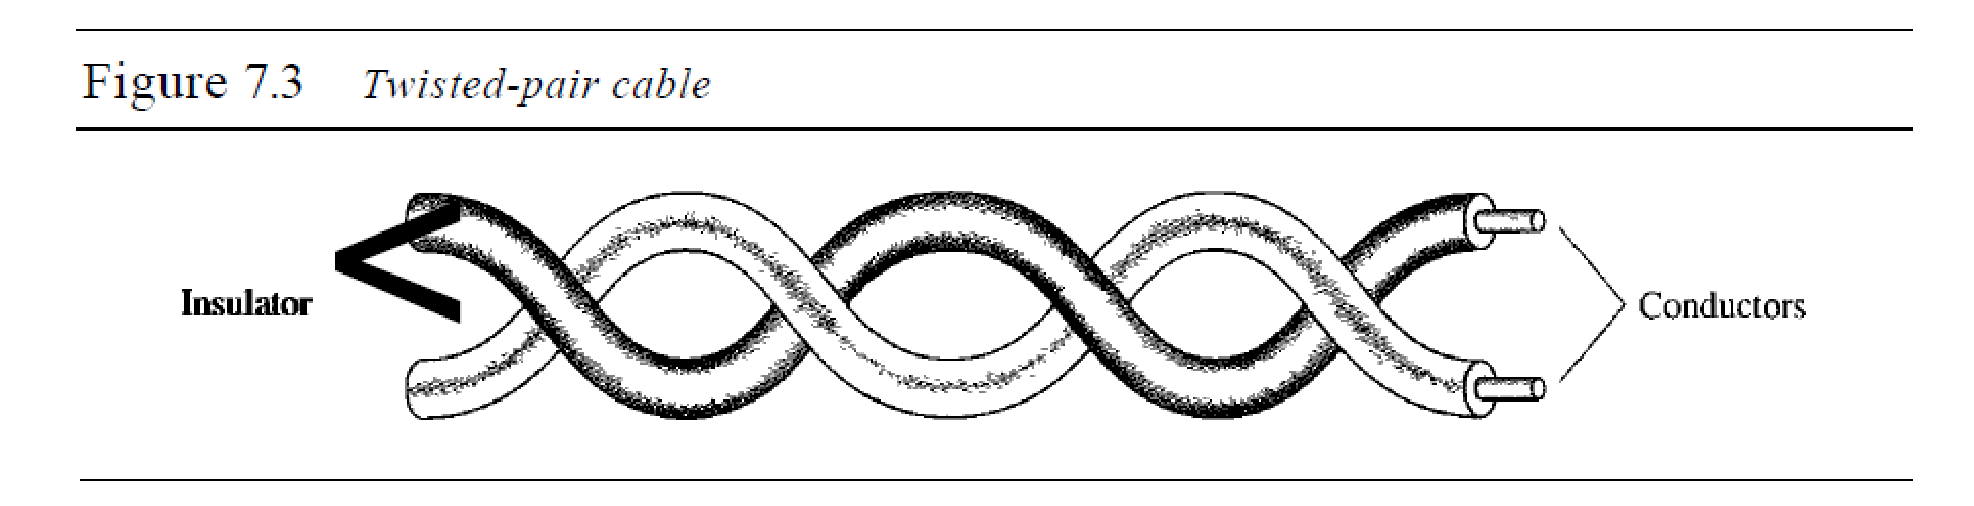 Figure 7.3 Twisted-pair cable
Insulator
Conductors